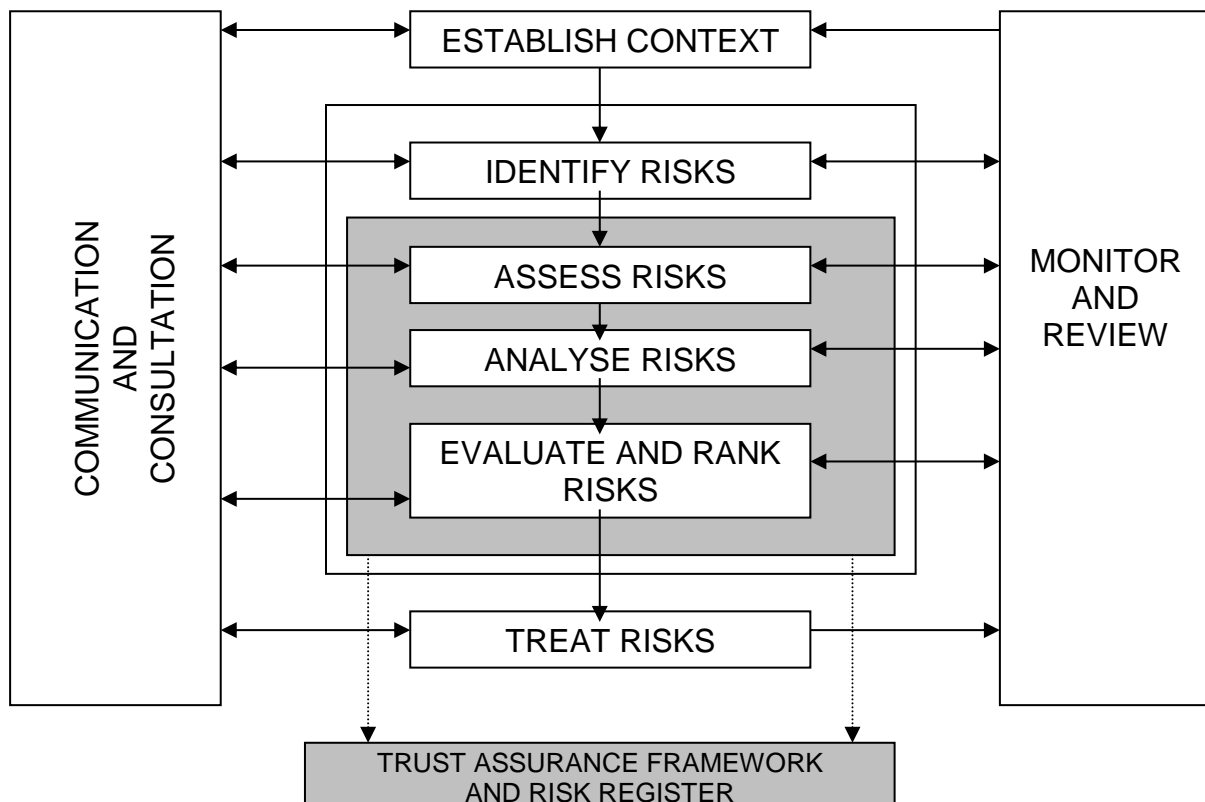 ESTABLISH CONTEXT
IDENTIFY RISKS
ASSESS RISKS
ANALYSE RISKS
EVALUATE AND RANK
RISKS
TREAT RISKS
COMMUNICATION
AND
CONSULTATION
MONITOR
AND
REVIEW
TRUST ASSURANCE FRAMEWORK
AND RISK REGISTER